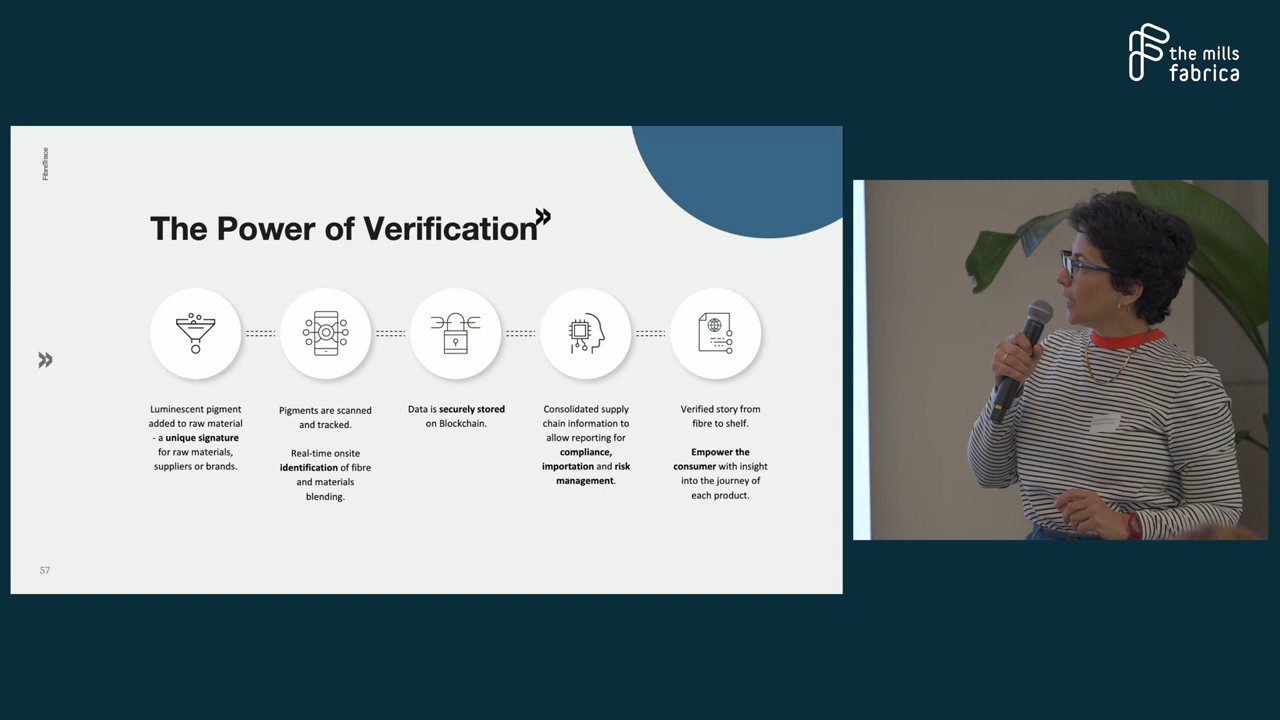 the mills
fabrica
FibreTrace
The Power of Verification»
»
Luminescent pigment
added to raw material
- a unique signature
for raw materials,
suppliers or brands.
Pigments are scanned
and tracked.
Real-time onsite
identification of fibre
and materials
blending.
Data is securely stored
on Blockchain.
Consolidated supply
chain information to
allow reporting for
compliance,
importation and risk
management.
Verified story from
fibre to shelf.
Empower the
consumer with insight
into the journey of
each product.
57